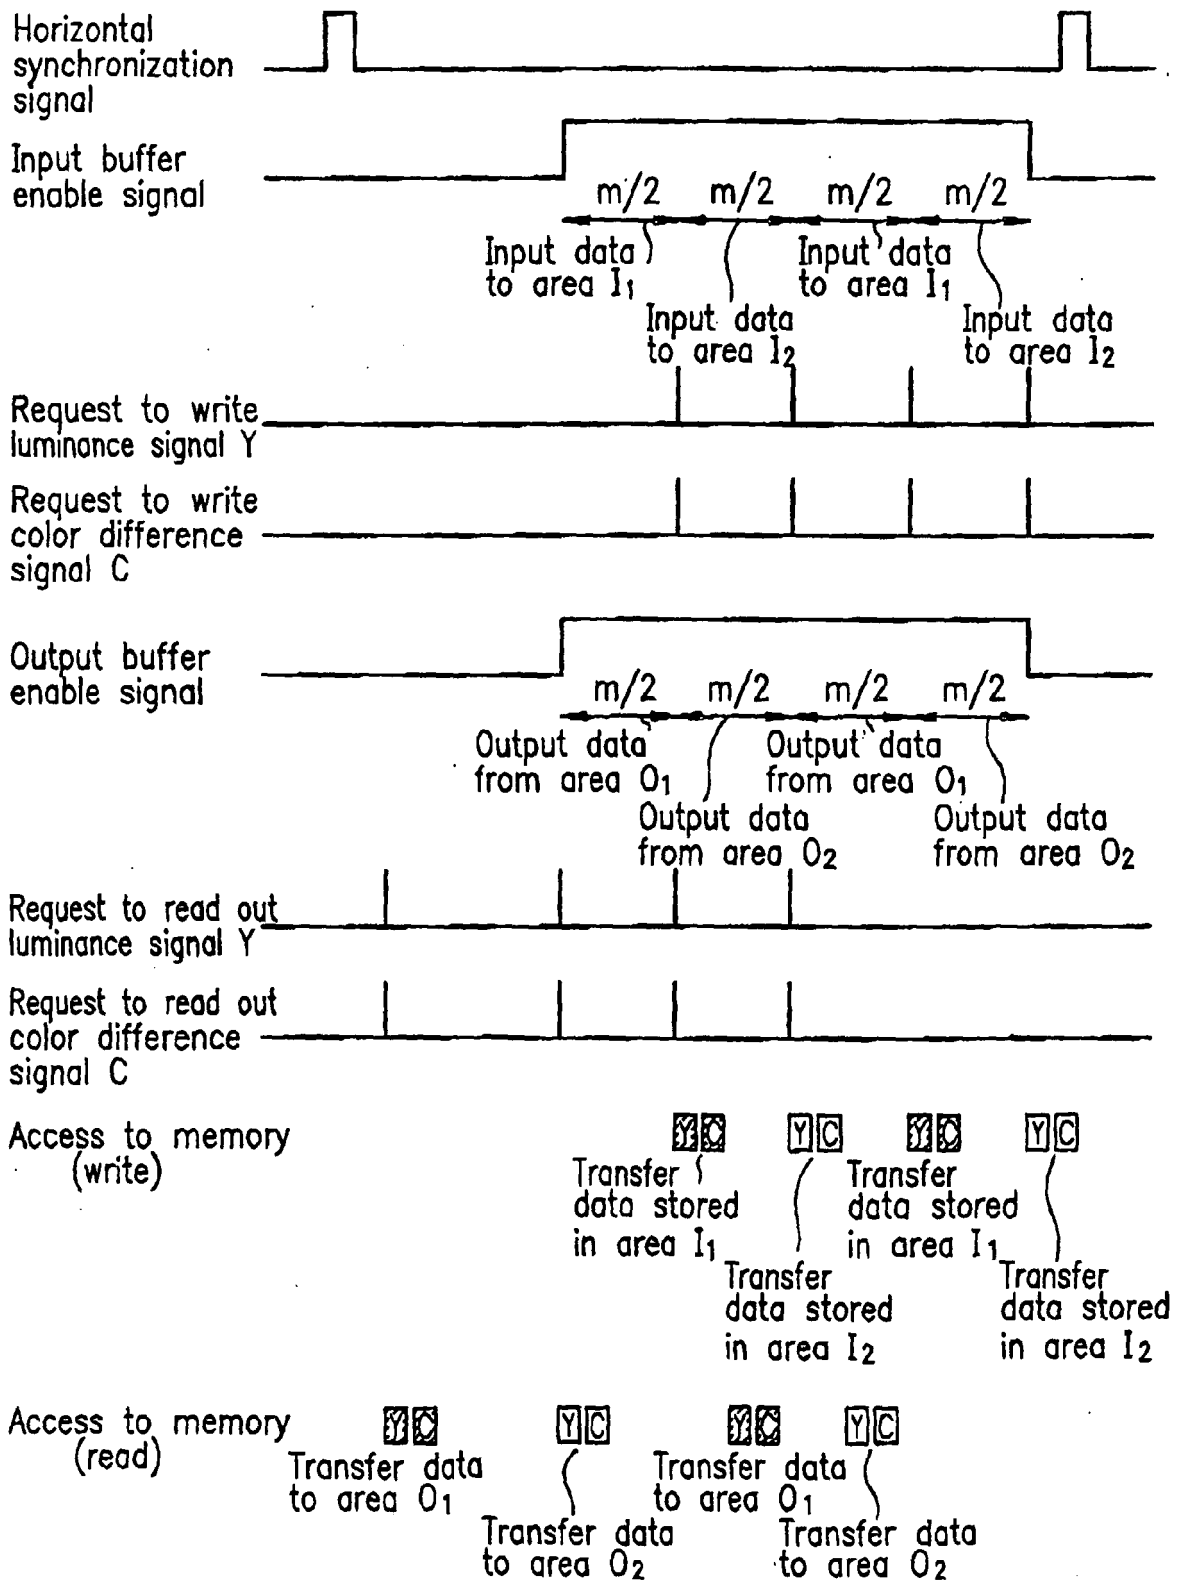 Horizontal
synchronization
signal
Input buffer
enable signal
m/2 m/2 m/2 m/2
Input data
to area I1
Input data
to area I1
Input data
to area I2
Input data
to area I2
Request to write
luminance signal Y
Request to write
color difference
signal C
Output buffer
enable signal
m/2 m/2 m/2 m/2
Output data
from area O1
Output data
from area O1
Output data
from area O2
Output data
from area O2
Request to read out
luminance signal Y
Request to read out
color difference
signal C
Access to memory
(write)
Y C Y C Y C Y C
Transfer
data stored
in area I1
Transfer
data stored
in area I1
Transfer
data stored
in area I2
Transfer
data stored
in area I2
Access to memory
(read)
Y C Y C Y C Y C
Transfer data
to area O1
Transfer data
to area O1
Transfer data
to area O2
Transfer data
to area O2